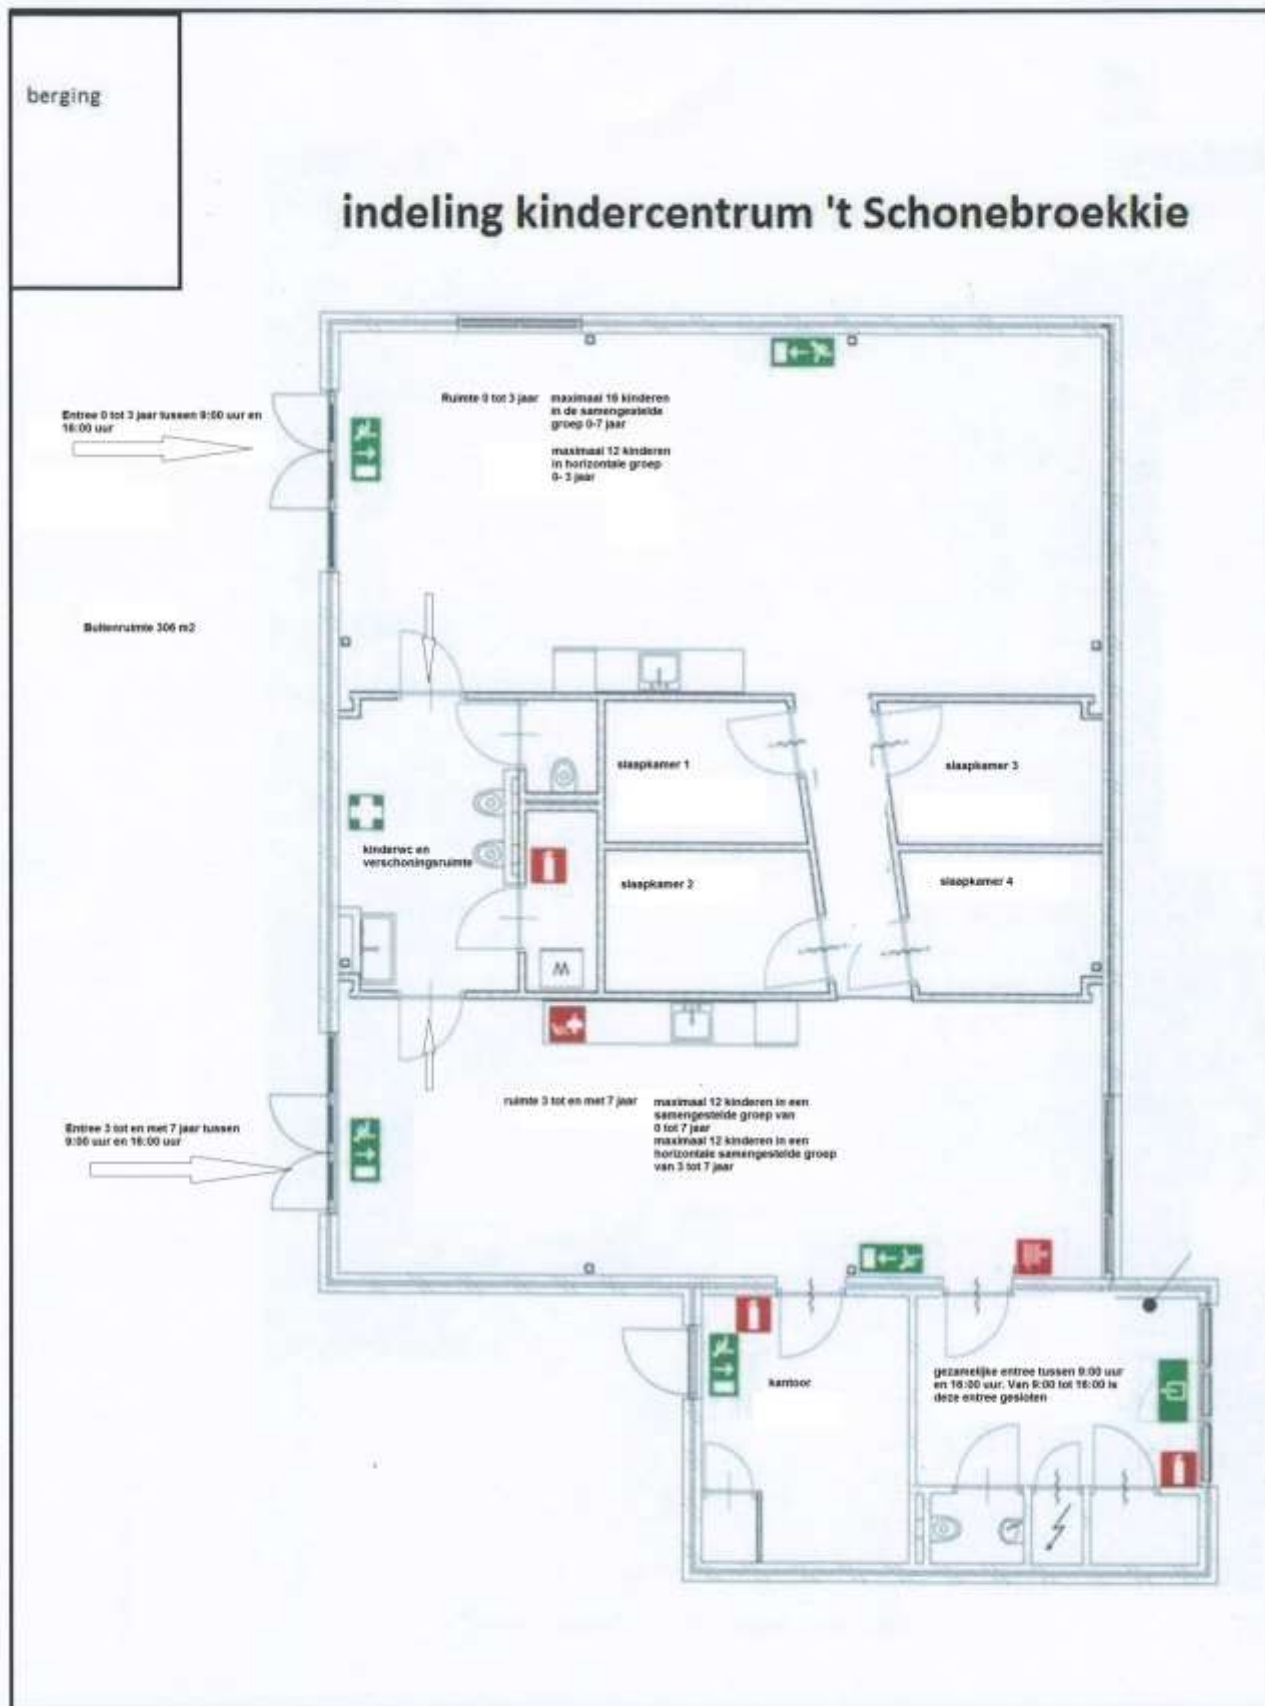 berging
indeling kindercentrum 't Schonebroekkie
Entree 0 tot 3 jaar tussen 9:00 uur en
16:00 uur
Ruimte 0 tot 3 jaar
maximaal 16 kinderen
in de samengestelde
groep 0-7 jaar
maximaal 12 kinderen
in horizontale groep
0- 3 jaar
Buitenruimte 306 m2
slaapkamer 1
slaapkamer 3
kinderwc en
verschoningsruimte
slaapkamer 2
slaapkamer 4
W
ruimte 3 tot en met 7 jaar
maximaal 12 kinderen in een
samengestelde groep van
0 tot 7 jaar
maximaal 12 kinderen in een
horizontale samengestelde groep
van 3 tot 7 jaar
Entree 3 tot en met 7 jaar tussen
9:00 uur en 16:00 uur
kantoor
gezamelijke entree tussen 9:00 uur
en 16:00 uur. Van 9:00 tot 16:00 is
deze entree gesloten